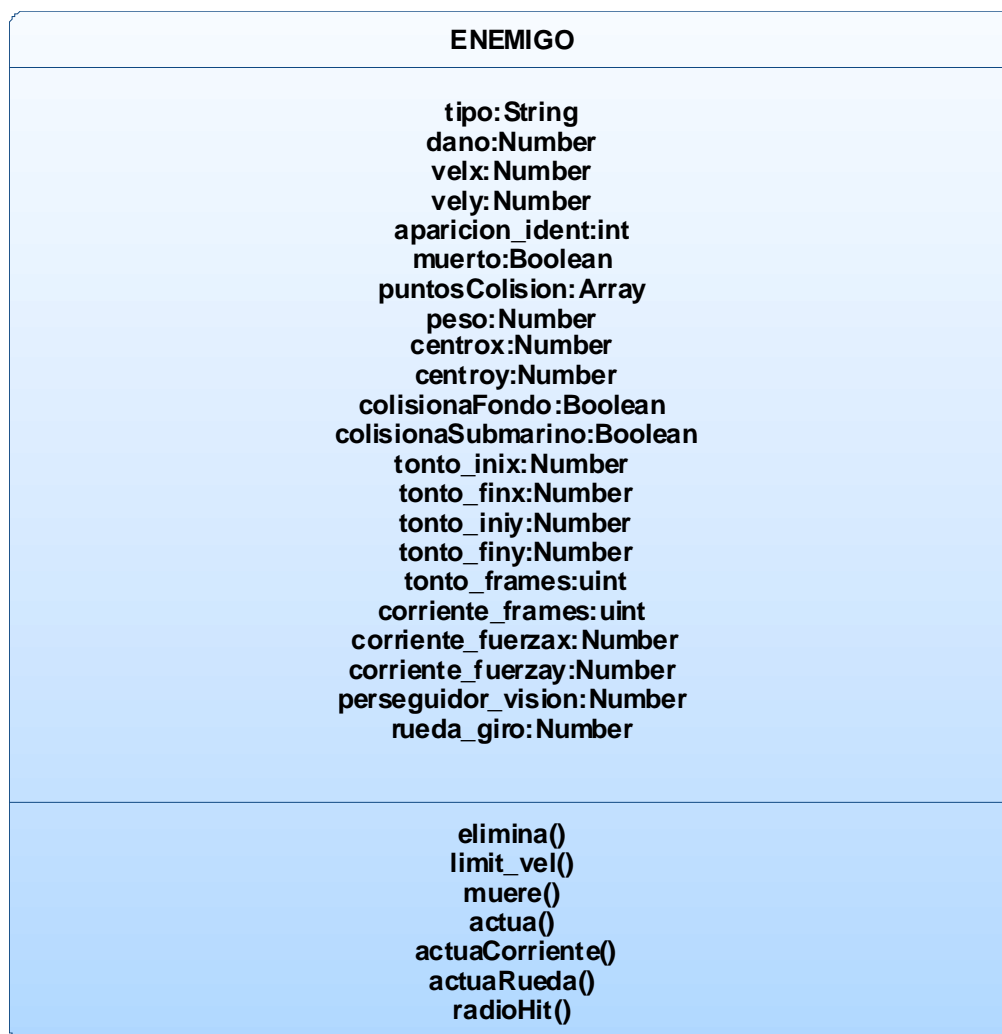 ENEMIGO
tipo:String
dano:Number
velx:Number
vely:Number
aparicion_ident:int
muerto:Boolean
puntosColision:Array
peso:Number
centrox:Number
centroy:Number
colisionaFondo:Boolean
colisionaSubmarino:Boolean
tonto_inix:Number
tonto_finx:Number
tonto_iniy:Number
tonto_finy:Number
tonto_frames:uint
corriente_frames:uint
corriente_fuerzax:Number
corriente_fuerzay:Number
perseguidor_vision:Number
rueda_giro:Number
elimina()
limit_vel()
muere()
actua()
actuaCorriente()
actuaRueda()
radioHit()